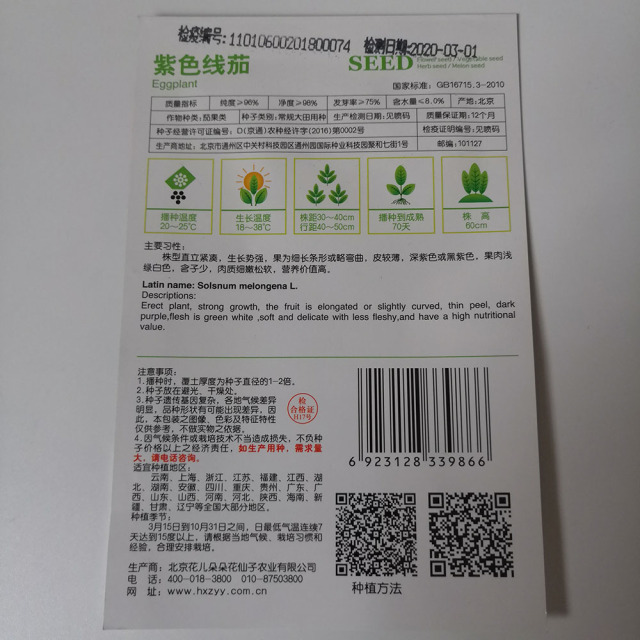 检疫编号:11010600201800074 检测日期:2020-03-01
紫色线茄
Eggplant
SEED Flower seed / Vegetable seed
Herb seed / Melon seed
国家标准: GB16715.3-2010
质量指标 纯度≥96% 净度≥98% 发芽率≥75% 含水量≤8.0% 产地:北京
作物种类:茄果类 种子类别:常规大田用种 生产检测日期:见喷码 质量保证期:12个月
种子经营许可证编号: D(京通)农种经许字(2016)第0002号 检疫证明编号:见喷码
生产商地址: 北京市通州区中关村科技园区通州园国际种业科技园聚和七街1号 邮编:101127
播种温度
20~25℃
生长温度
18~38℃
株距30~40cm
行距40~50cm
播种到成熟
70天
株 高
60cm
主要习性:
株型直立紧凑，生长势强，果为细长条形或略弯曲，皮较薄，深紫色或黑紫色，果肉浅
绿白色，含子少，肉质细嫩松软，营养价值高。
Latin name: Solsnum melongena L.
Descriptions:
Erect plant, strong growth, the fruit is elongated or slightly curved, thin peel, dark
purple,flesh is green white ,soft and delicate with less fleshy,and have a high nutritional
value.
注意事项:
1.播种时，覆土厚度为种子直径的1-2倍。
2.种子放在避光、干燥处。
3.种子遗传基因复杂，各地气候差异
明显，品种形状有可能出现差异，因
此，本包装之图像、色彩及特征特性
仅供参考，不做实物之依据。
4.因气候条件或栽培技术不当造成损失，不负种
子价格以上之经济责任，如生产用种，需求量
大，请电话咨询。
检
合格证
H17号
适宜种植地区:
云南、上海、浙江、江苏、福建、江西、湖
北、湖南、安徽、四川、重庆、贵州、广东、广
西、山东、山西、河南、河北、陕西、海南、新
疆、甘肃、辽宁等全国大部分地区。
种植季节:
3月15日到10月31日之间，日最低气温连续7
天达到15度以上，请根据当地气候、栽培习惯和
经验，合理安排栽培。
生产商: 北京花儿朵朵花仙子农业有限公司
电 话: 400-018-3800 010-87503800
网 址: www.hxzyy.com.cn
6 923128 339866
种植方法